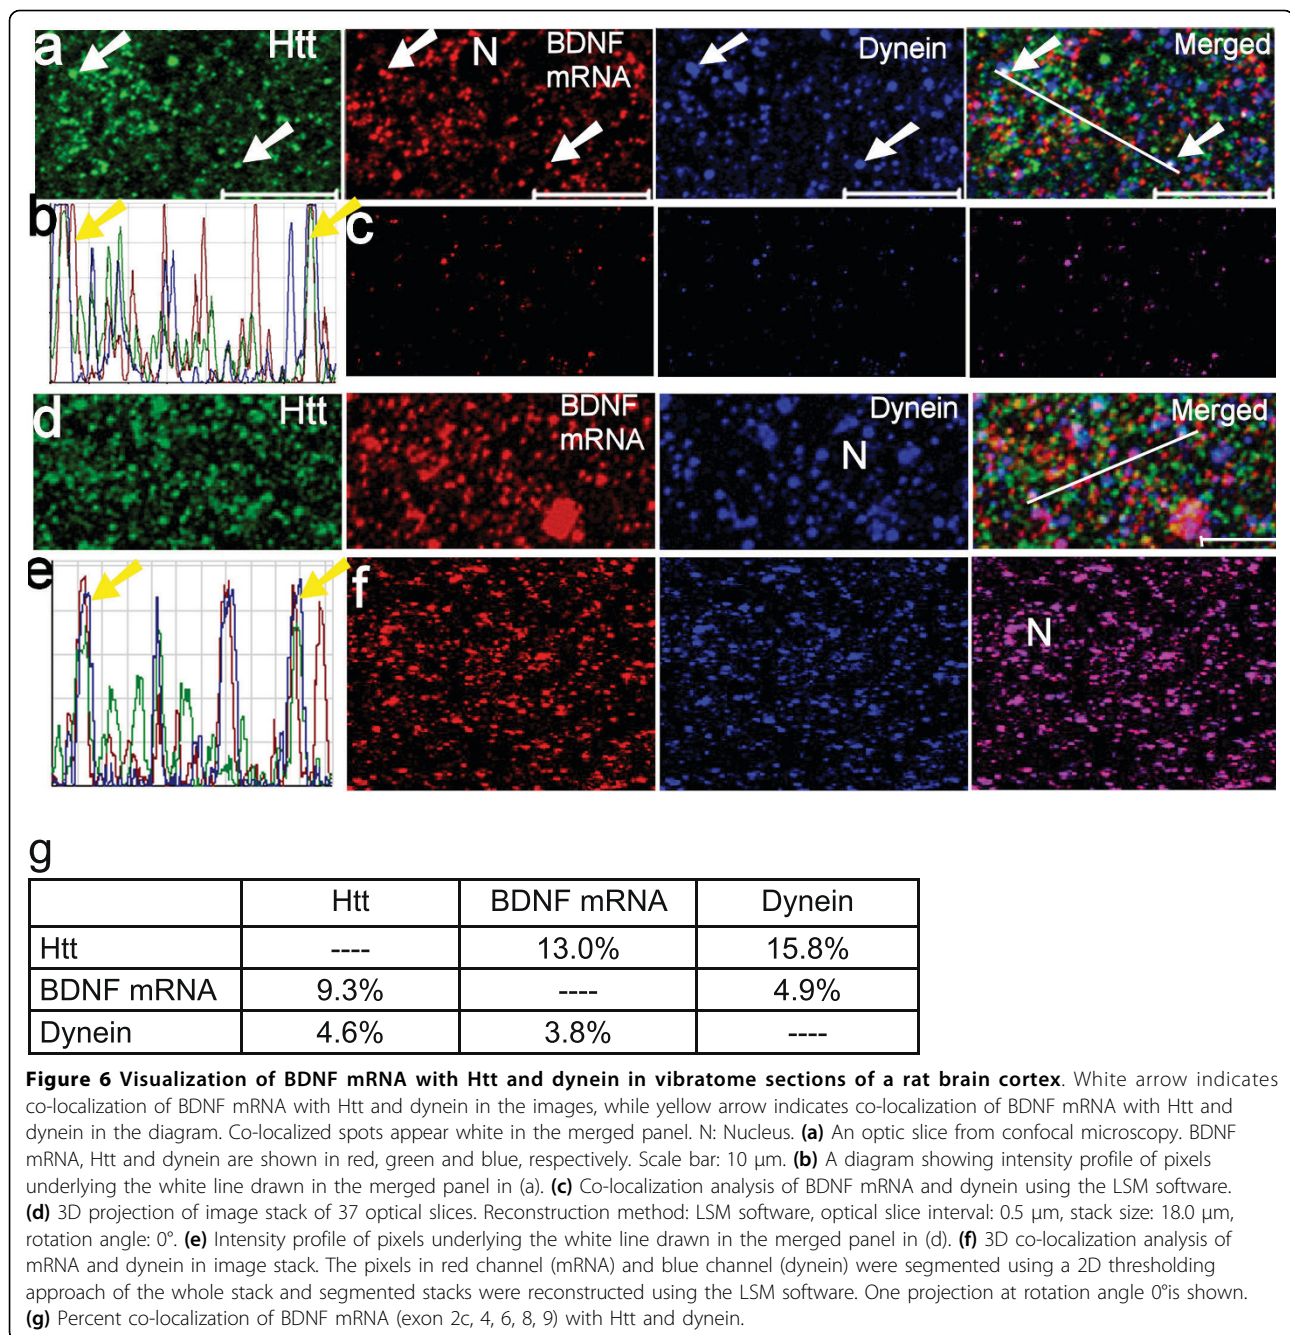 a Htt N BDNF mRNA Dynein Merged
b c
d Htt BDNF mRNA Dynein N Merged
e f N
g
Htt BDNF mRNA Dynein
Htt ---- 13.0% 15.8%
BDNF mRNA 9.3% ---- 4.9%
Dynein 4.6% 3.8% ----
Figure 6 Visualization of BDNF mRNA with Htt and dynein in vibratome sections of a rat brain cortex. White arrow indicates
co-localization of BDNF mRNA with Htt and dynein in the images, while yellow arrow indicates co-localization of BDNF mRNA with Htt and
dynein in the diagram. Co-localized spots appear white in the merged panel. N: Nucleus. (a) An optic slice from confocal microscopy. BDNF
mRNA, Htt and dynein are shown in red, green and blue, respectively. Scale bar: 10 μm. (b) A diagram showing intensity profile of pixels
underlying the white line drawn in the merged panel in (a). (c) Co-localization analysis of BDNF mRNA and dynein using the LSM software.
(d) 3D projection of image stack of 37 optical slices. Reconstruction method: LSM software, optical slice interval: 0.5 μm, stack size: 18.0 μm,
rotation angle: 0°. (e) Intensity profile of pixels underlying the white line drawn in the merged panel in (d). (f) 3D co-localization analysis of
mRNA and dynein in image stack. The pixels in red channel (mRNA) and blue channel (dynein) were segmented using a 2D thresholding
approach of the whole stack and segmented stacks were reconstructed using the LSM software. One projection at rotation angle 0°is shown.
(g) Percent co-localization of BDNF mRNA (exon 2c, 4, 6, 8, 9) with Htt and dynein.